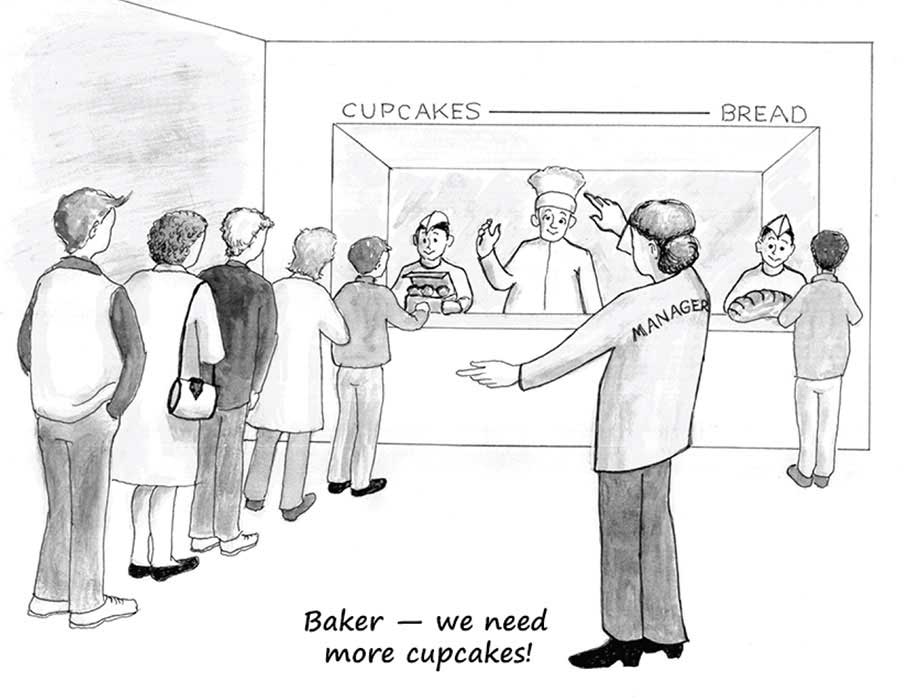 CUPCAKES
BREAD
MANAGER
Baker — we need
more cupcakes!